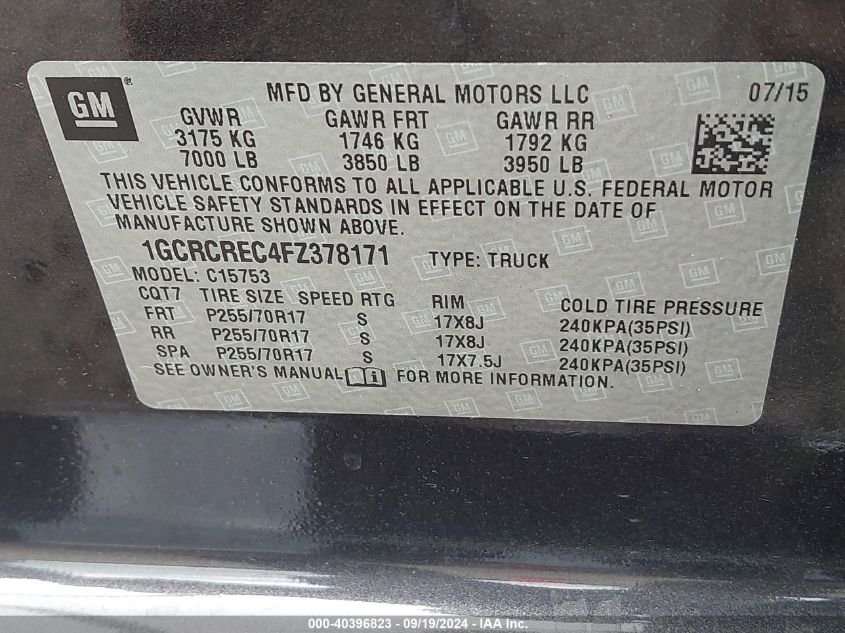 GM
MFD BY GENERAL MOTORS LLC 07/15
GVWR GAWR FRT GAWR RR
3175 KG 1746 KG 1792 KG
7000 LB 3850 LB 3950 LB
THIS VEHICLE CONFORMS TO ALL APPLICABLE U.S. FEDERAL MOTOR
VEHICLE SAFETY STANDARDS IN EFFECT ON THE DATE OF
MANUFACTURE SHOWN ABOVE.
1GCRCREC4FZ378171 TYPE: TRUCK
MODEL: C15753
CQT7 TIRE SIZE SPEED RTG RIM COLD TIRE PRESSURE
FRT P255/70R17 S 17X8J 240KPA(35PSI)
RR P255/70R17 S 17X8J 240KPA(35PSI)
SPA P255/70R17 S 17X7.5J 240KPA(35PSI)
SEE OWNER'S MANUAL FOR MORE INFORMATION.
000-40396823 - 09/19/2024 - IAA Inc.